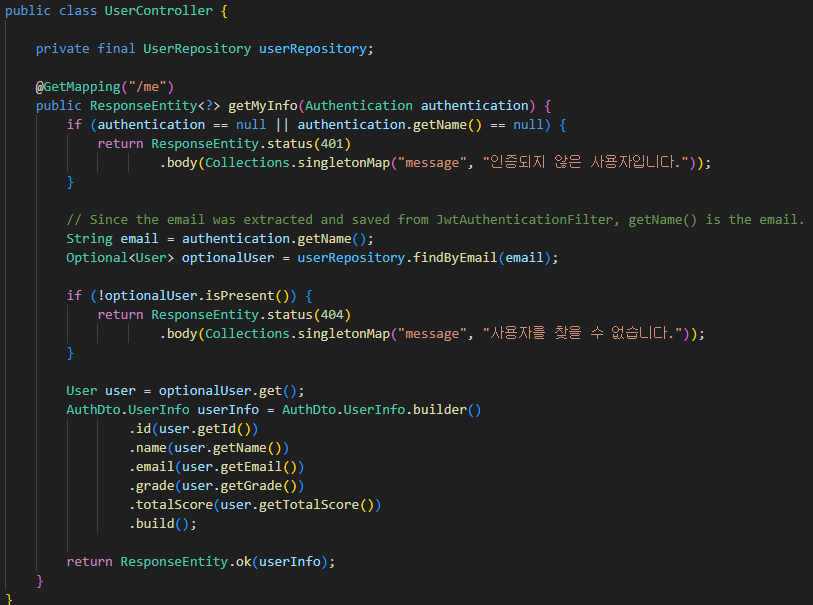 public class UserController {
private final UserRepository userRepository;
@GetMapping("/me")
public ResponseEntity<?> getMyInfo(Authentication authentication) {
if (authentication == null || authentication.getName() == null) {
return ResponseEntity.status(401)
.body(Collections.singletonMap("message", "인증되지 않은 사용자입니다."));
}
// Since the email was extracted and saved from JwtAuthenticationFilter, getName() is the email.
String email = authentication.getName();
Optional<User> optionalUser = userRepository.findByEmail(email);
if (!optionalUser.isPresent()) {
return ResponseEntity.status(404)
.body(Collections.singletonMap("message", "사용자를 찾을 수 없습니다."));
}
User user = optionalUser.get();
AuthDto.UserInfo userInfo = AuthDto.UserInfo.builder()
.id(user.getId())
.name(user.getName())
.email(user.getEmail())
.grade(user.getGrade())
.totalScore(user.getTotalScore())
.build();
return ResponseEntity.ok(userInfo);
}
}